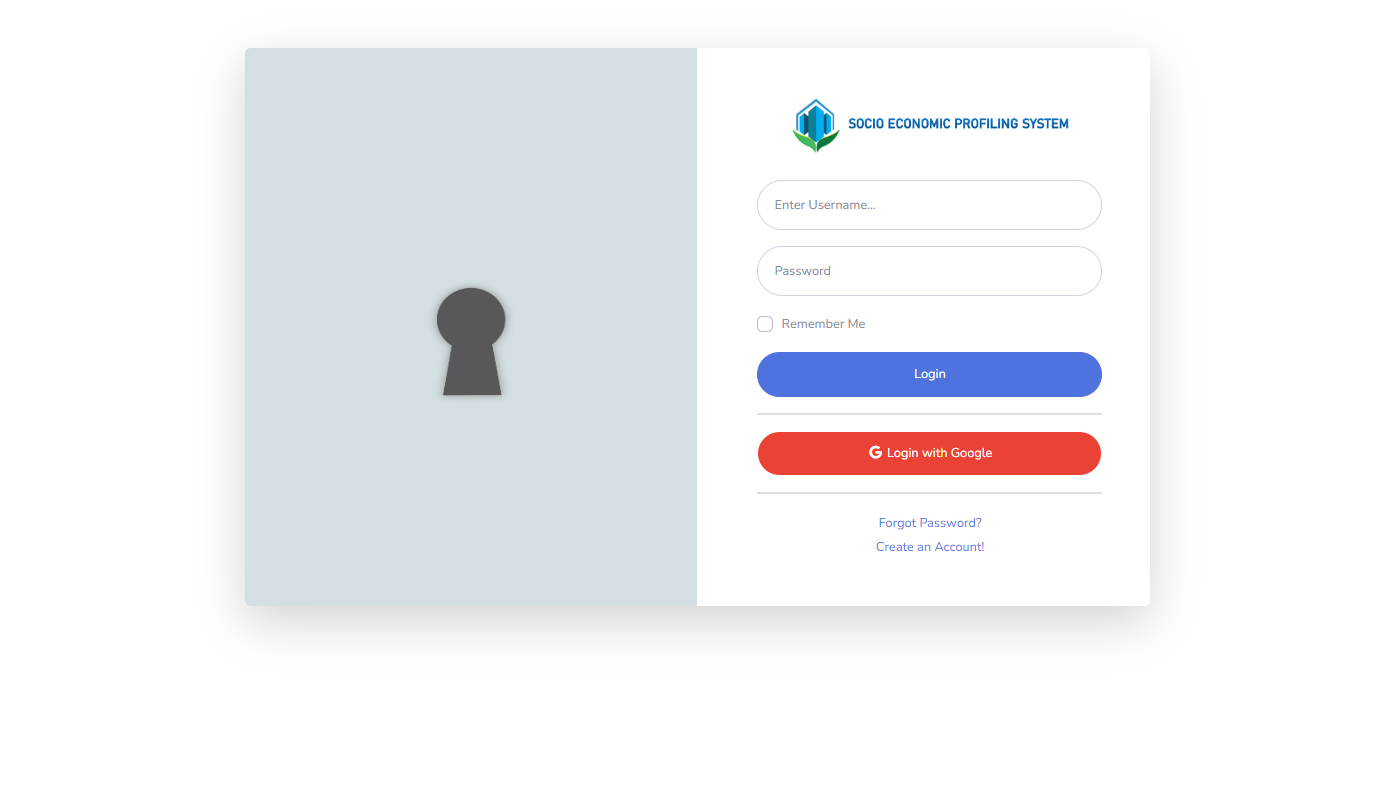 SOCIO ECONOMIC PROFILING SYSTEM
Enter Username...
Password
Remember Me
Login
Login with Google
Forgot Password?
Create an Account!